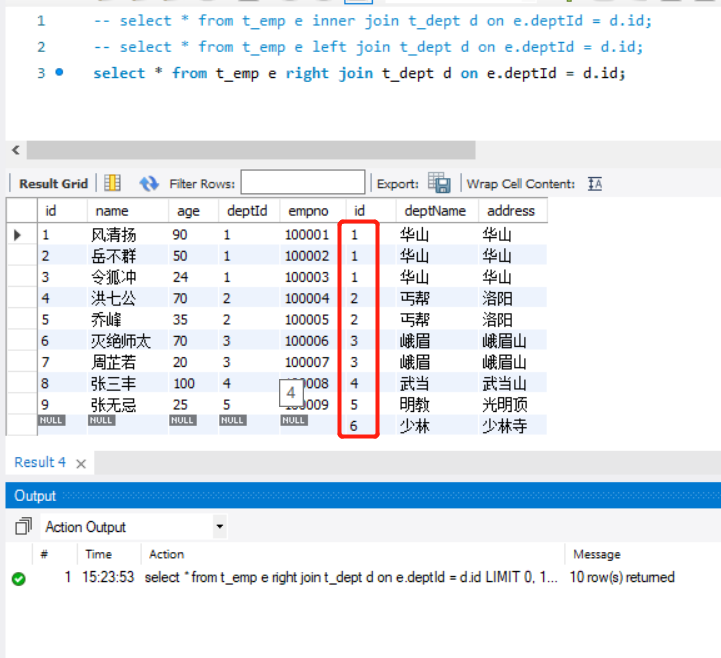 1 -- select * from t_emp e inner join t_dept d on e.deptId = d.id;
2 -- select * from t_emp e left join t_dept d on e.deptId = d.id;
3 select * from t_emp e right join t_dept d on e.deptId = d.id;
Result Grid Filter Rows: Export: Wrap Cell Content: IA
id name age deptId empno id deptName address
1 风清扬 90 1 100001 1 华山 华山
2 岳不群 50 1 100002 1 华山 华山
3 令狐冲 24 1 100003 1 华山 华山
4 洪七公 70 2 100004 2 丐帮 洛阳
5 乔峰 35 2 100005 2 丐帮 洛阳
6 灭绝师太 70 3 100006 3 峨眉 峨眉山
7 周芷若 20 3 100007 3 峨眉 峨眉山
8 张三丰 100 4 4 0008 4 武当 武当山
9 张无忌 25 5 100009 5 明教 光明顶
NULL NULL NULL NULL NULL 6 少林 少林寺
Result 4 ×
Output
Action Output
# Time Action Message
1 15:23:53 select * from t_emp e right join t_dept d on e.deptId = d.id LIMIT 0, 1... 10 row(s) returned